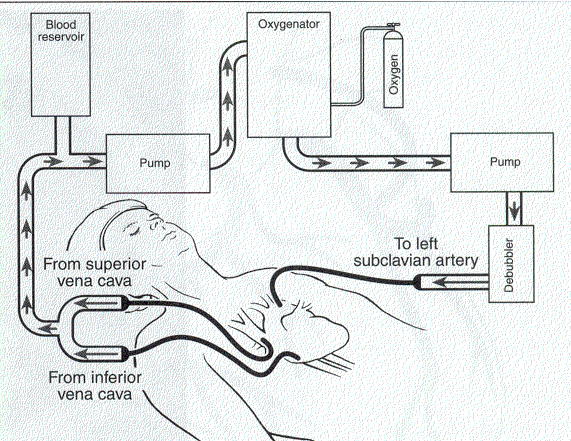 Blood
reservoir
Oxygenator
Oxygen
Pump
Pump
Debubbler
To left
subclavian artery
From superior
vena cava
From inferior
vena cava